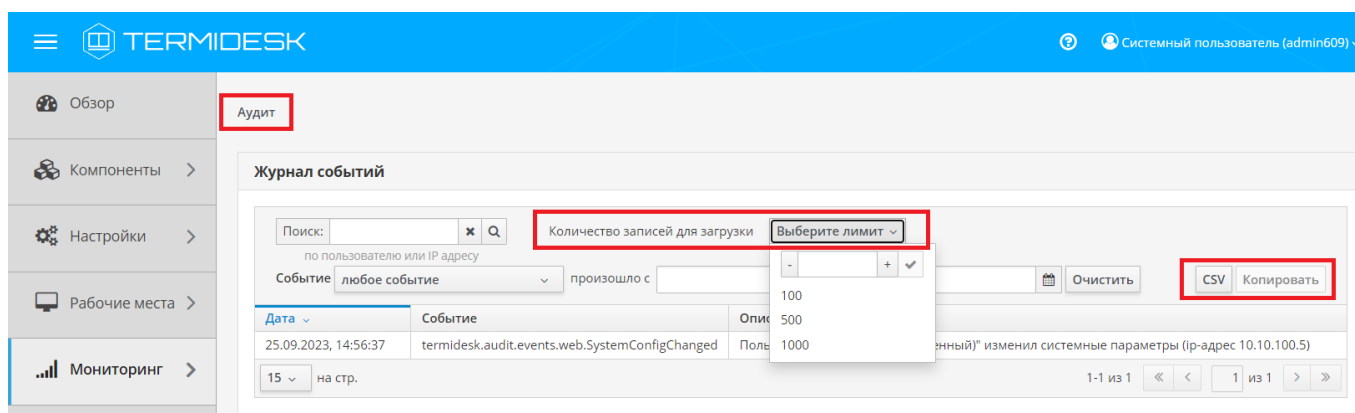 TERMIDESK
Системный пользователь (admin609)
Обзор
Компоненты
Настройки
Рабочие места
Мониторинг
Аудит
Журнал событий
Поиск: Количество записей для загрузки Выберите лимит
по пользователю или IP адресу
- +
Событие любое событие произошло с Очистить CSV Копировать
100
500
1000
Дата Событие
25.09.2023, 14:56:37 termidesk.audit.events.web.SystemConfigChanged изменил системные параметры (ip-адрес 10.10.100.5)
15 на стр. 1-1 из 1 « < 1 из 1 > »